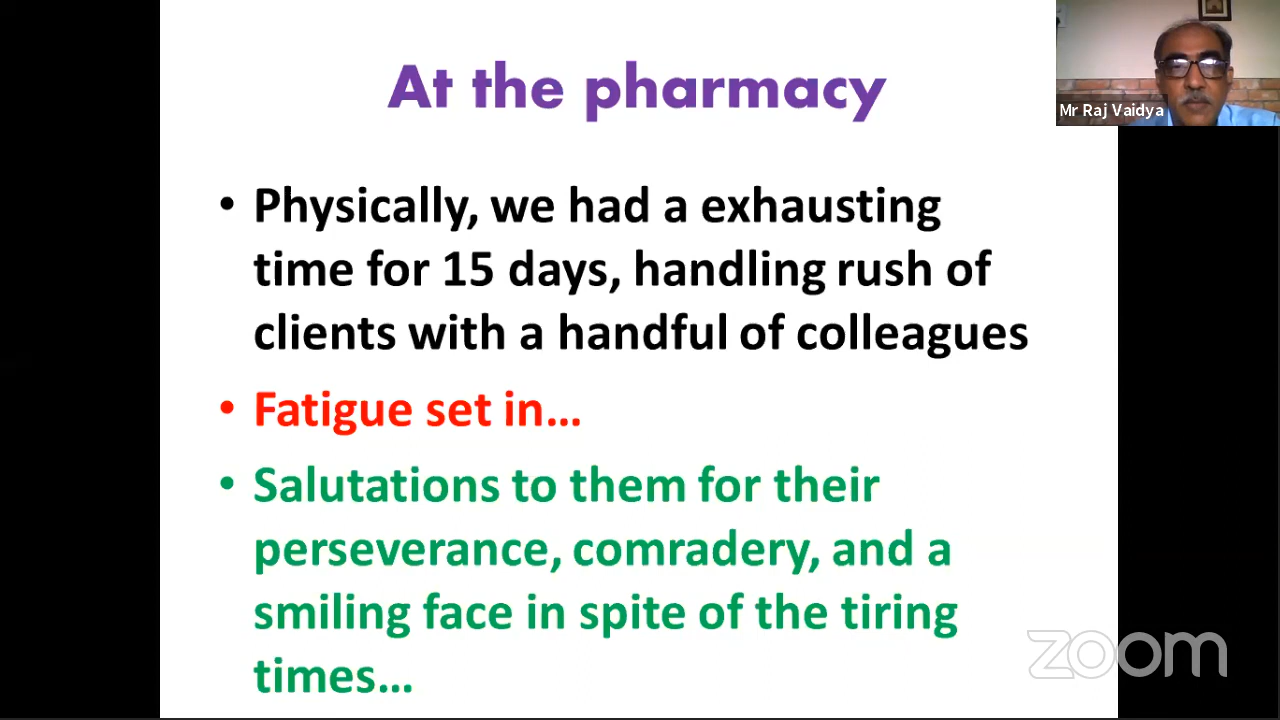 At the pharmacy
Mr Raj Vaidya
• Physically, we had a exhausting
time for 15 days, handling rush of
clients with a handful of colleagues
• Fatigue set in...
• Salutations to them for their
perseverance, comradery, and a
smiling face in spite of the tiring
times...
zoom